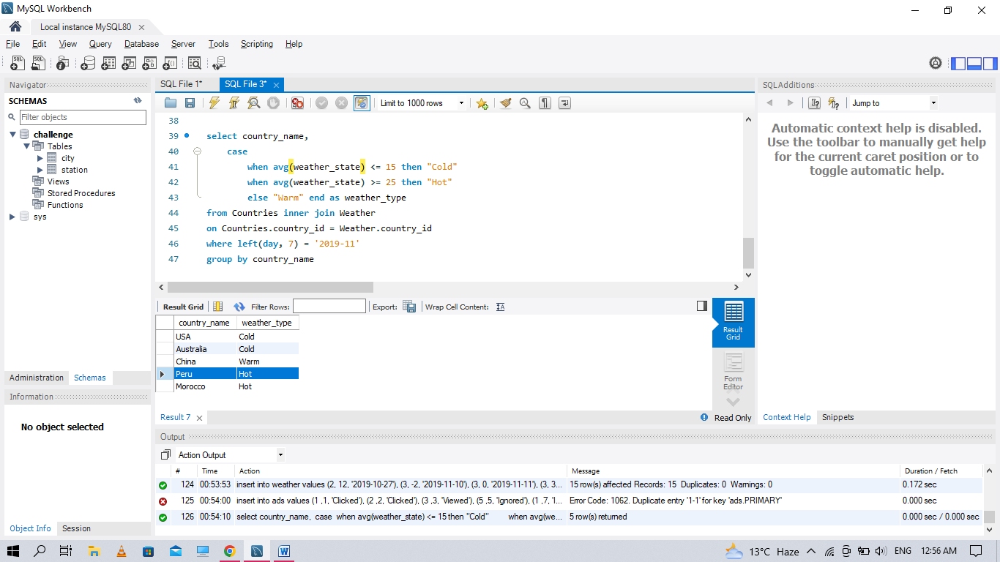 MySQL Workbench
Local instance MySQL80
File Edit View Query Database Server Tools Scripting Help
Navigator
SCHEMAS
Filter objects
challenge
Tables
city
station
Views
Stored Procedures
Functions
sys
Administration Schemas
Information
No object selected
Object Info Session
SQL File 1* SQL File 3*
Limit to 1000 rows
38
39 select country_name,
40 case
41 when avg(weather_state) <= 15 then "Cold"
42 when avg(weather_state) >= 25 then "Hot"
43 else "Warm" end as weather_type
44 from Countries inner join Weather
45 on Countries.country_id = Weather.country_id
46 where left(day, 7) = '2019-11'
47 group by country_name
Result Grid Filter Rows: Export: Wrap Cell Content:
country_name weather_type
USA Cold
Australia Cold
China Warm
Peru Hot
Morocco Hot
Result Grid
Form Editor
Result 7 Read Only
SQLAdditions
Jump to
Automatic context help is disabled.
Use the toolbar to manually get help
for the current caret position or to
toggle automatic help.
Context Help Snippets
Output
Action Output
# Time Action Message Duration / Fetch
124 00:53:53 insert into weather values (2, 12, '2019-10-27'), (3, -2, '2019-11-10'), (3, 0, '2019-11-11'), (3, 3... 15 row(s) affected Records: 15 Duplicates: 0 Warnings: 0 0.172 sec
125 00:54:00 insert into ads values (1 ,1, 'Clicked'), (2 ,2, 'Clicked'), (3 ,3, 'Viewed'), (5 ,5, 'Ignored'), (1 ,7, 'I... Error Code: 1062. Duplicate entry '1-1' for key 'ads.PRIMARY' 0.000 sec
126 00:54:10 select country_name, case when avg(weather_state) <= 15 then "Cold" when avg(we... 5 row(s) returned 0.000 sec / 0.000 sec
13°C Haze ENG 12:56 AM